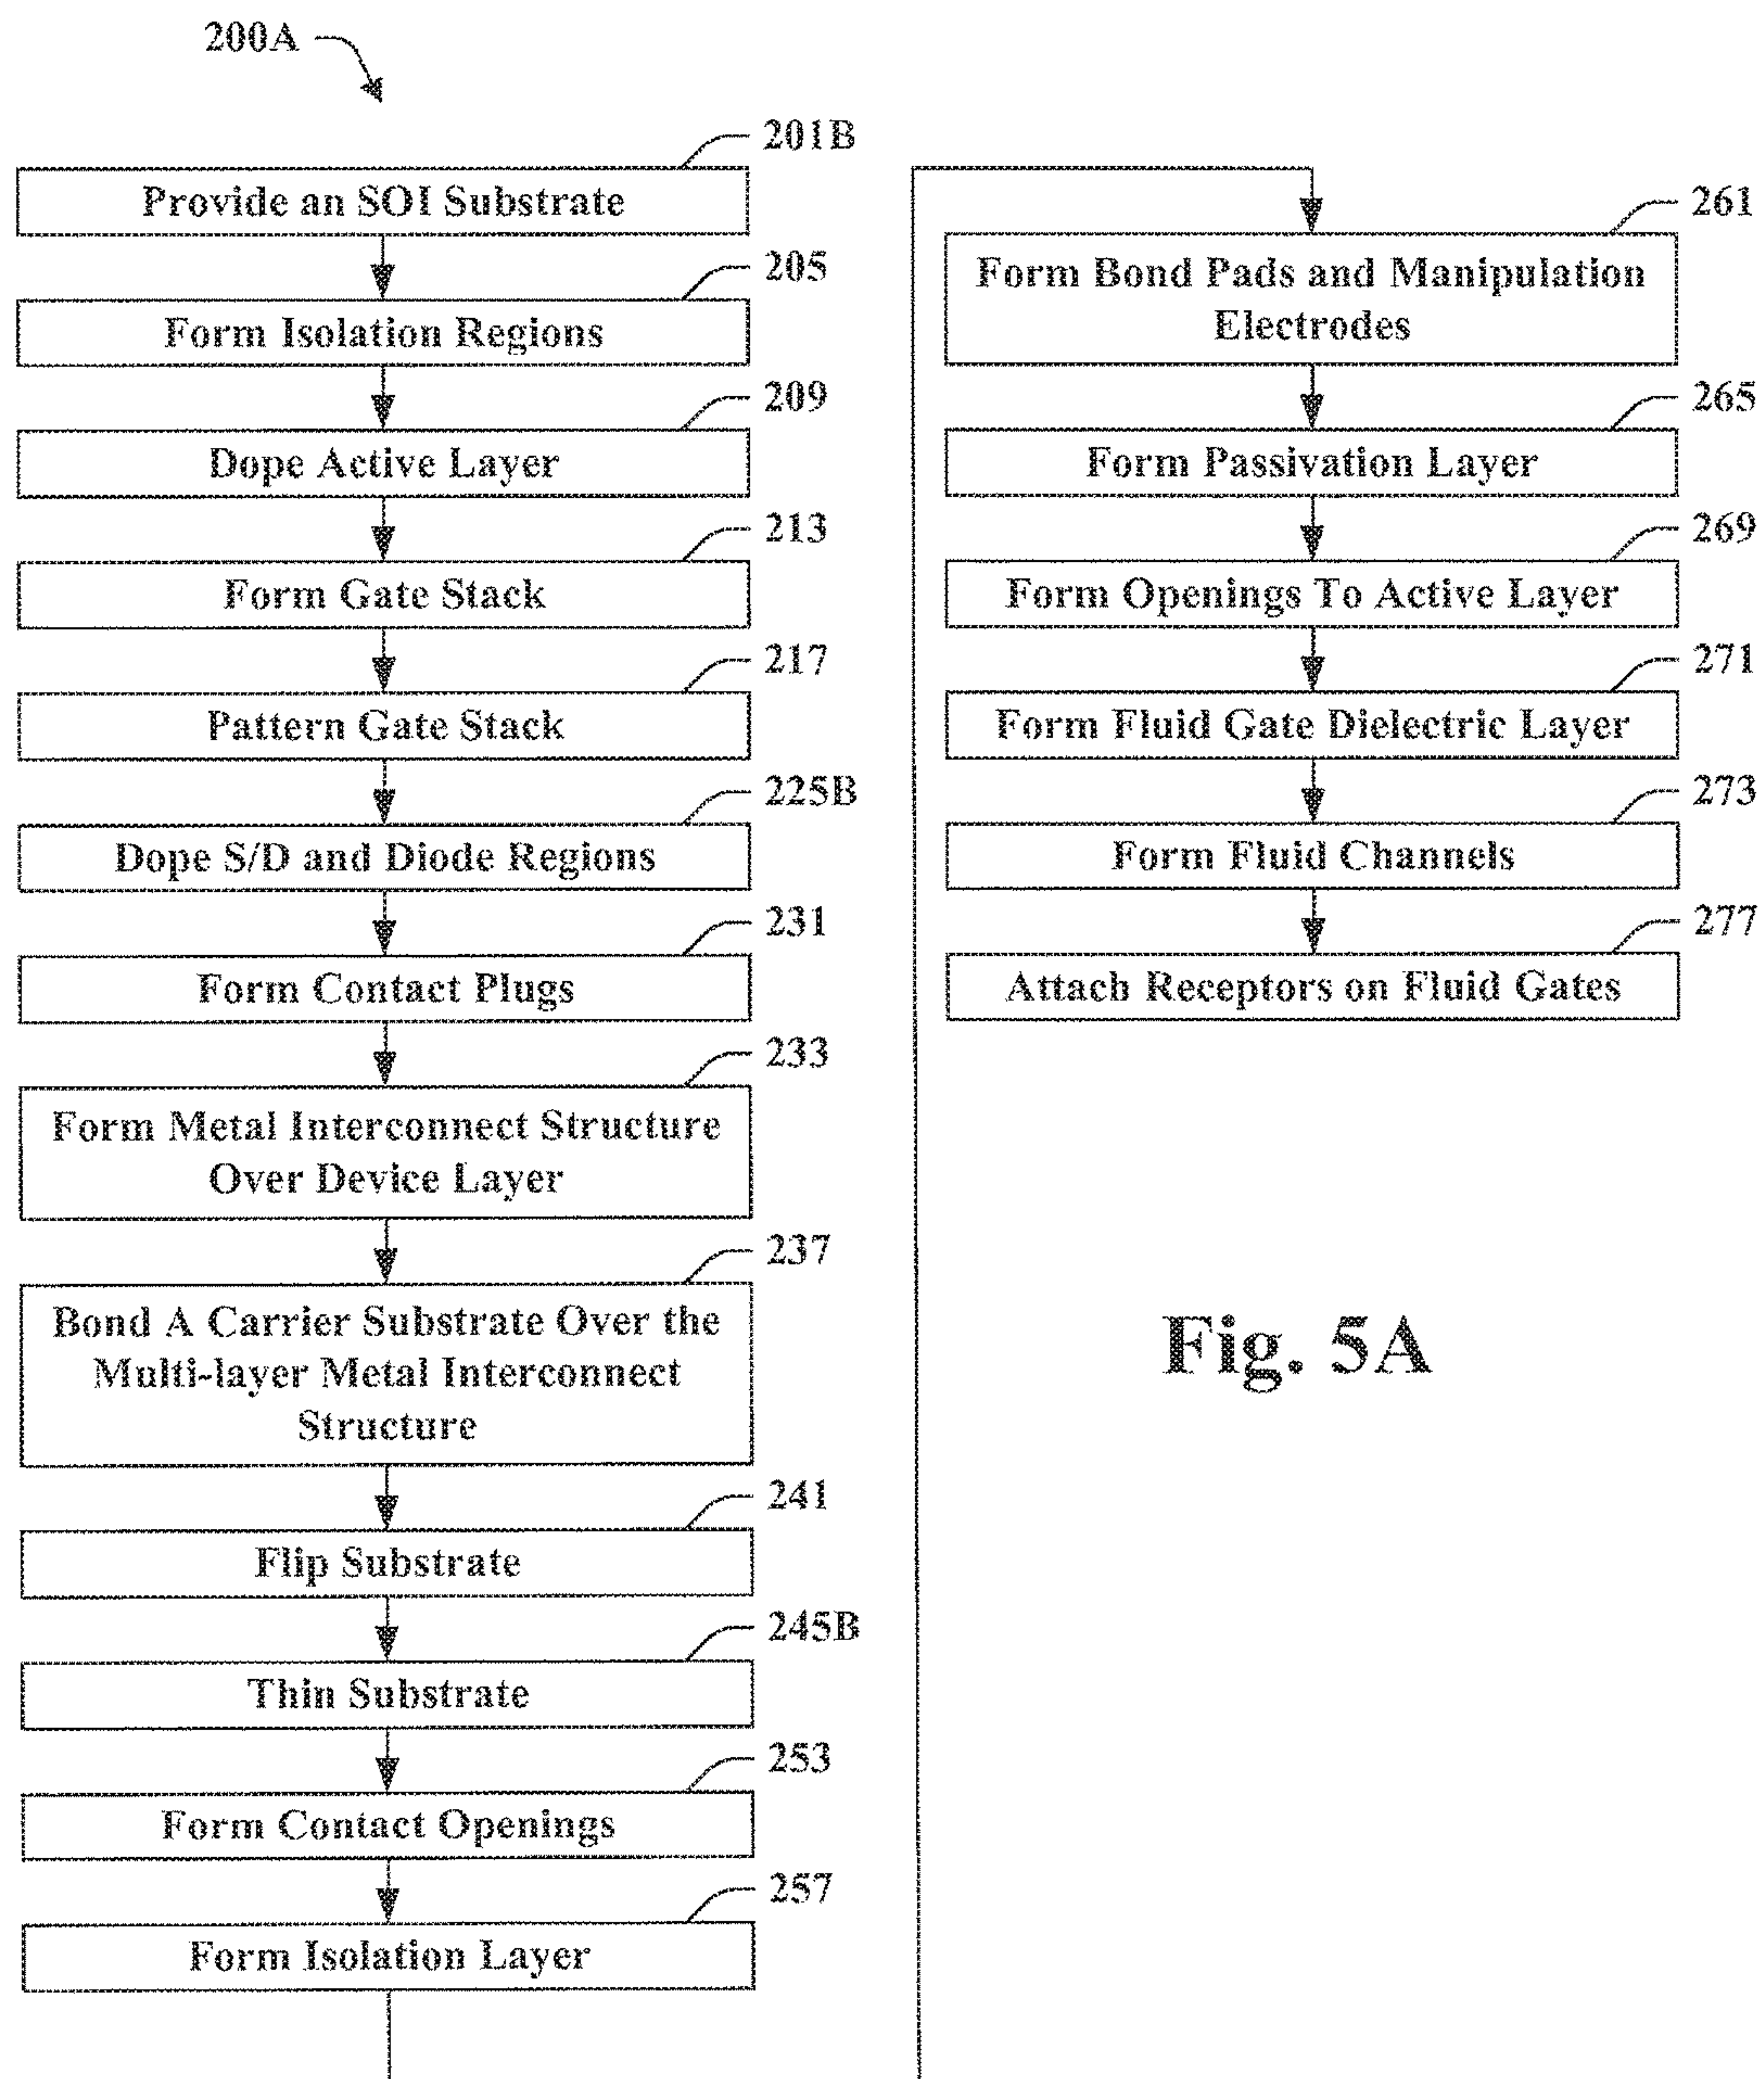 200A
201B
Provide an SOI Substrate
205
Form Isolation Regions
209
Dope Active Layer
213
Form Gate Stack
217
Pattern Gate Stack
225B
Dope S/D and Diode Regions
231
Form Contact Plugs
233
Form Metal Interconnect Structure
Over Device Layer
237
Bond A Carrier Substrate Over the
Multi-layer Metal Interconnect
Structure
241
Flip Substrate
245B
Thin Substrate
253
Form Contact Openings
257
Form Isolation Layer
261
Form Bond Pads and Manipulation
Electrodes
265
Form Passivation Layer
269
Form Openings To Active Layer
271
Form Fluid Gate Dielectric Layer
273
Form Fluid Channels
277
Attach Receptors on Fluid Gates
Fig. 5A